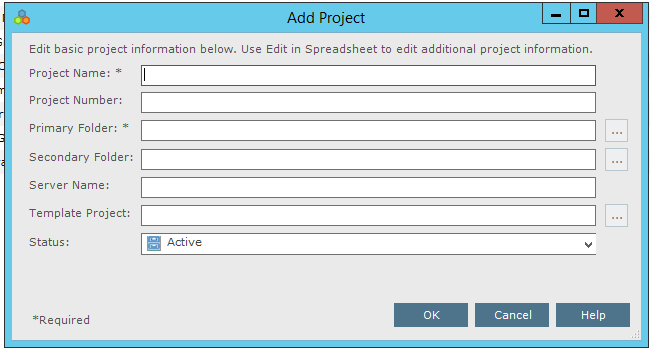 Add Project
Edit basic project information below. Use Edit in Spreadsheet to edit additional project information.
Project Name: *
Project Number:
Primary Folder: *
...
Secondary Folder:
...
Server Name:
Template Project:
...
Status: Active
*Required
OK Cancel Help